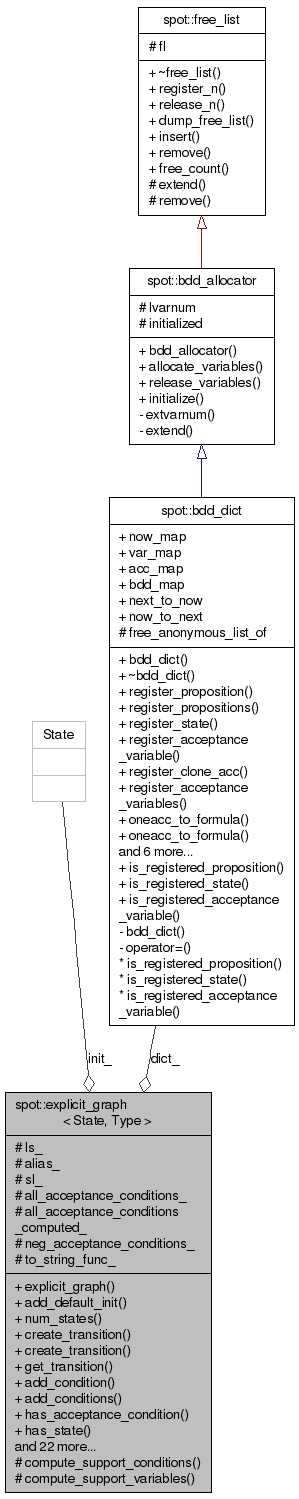 spot::free_list
# fl
+ ~free_list()
+ register_n()
+ release_n()
+ dump_free_list()
+ insert()
+ remove()
+ free_count()
# extend()
# remove()
spot::bdd_allocator
# lvarnum
# initialized
+ bdd_allocator()
+ allocate_variables()
+ release_variables()
+ initialize()
- extvarnum()
- extend()
spot::bdd_dict
+ now_map
+ var_map
+ acc_map
+ bdd_map
+ next_to_now
+ now_to_next
# free_anonymous_list_of
+ bdd_dict()
+ ~bdd_dict()
+ register_proposition()
+ register_propositions()
+ register_state()
+ register_acceptance
_variable()
+ register_clone_acc()
+ register_acceptance
_variables()
+ oneacc_to_formula()
+ oneacc_to_formula()
and 6 more...
+ is_registered_proposition()
+ is_registered_state()
+ is_registered_acceptance
_variable()
- bdd_dict()
- operator=()
* is_registered_proposition()
* is_registered_state()
* is_registered_acceptance
_variable()
State
init_
dict_
spot::explicit_graph
< State, Type >
# ls_
# alias_
# sl_
# all_acceptance_conditions_
# all_acceptance_conditions
_computed_
# neg_acceptance_conditions_
# to_string_func_
+ explicit_graph()
+ add_default_init()
+ num_states()
+ create_transition()
+ create_transition()
+ get_transition()
+ add_condition()
+ add_conditions()
+ has_acceptance_condition()
+ has_state()
and 22 more...
# compute_support_conditions()
# compute_support_variables()